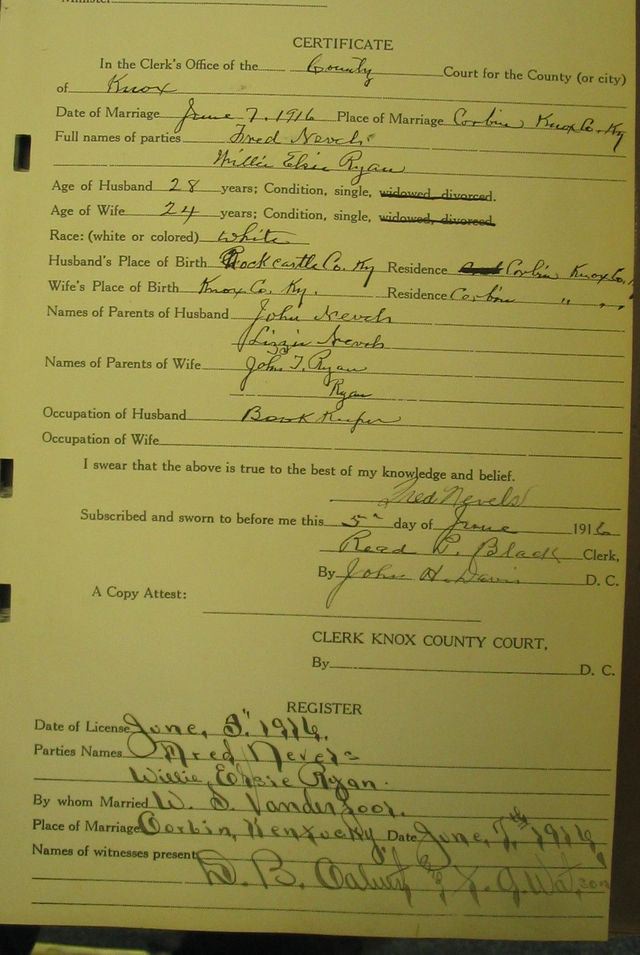 CERTIFICATE
In the Clerk's Office of the County Court for the County (or city)
of Knox
Date of Marriage June 7, 1916 Place of Marriage Corbin Knox Co. Ky
Full names of parties Fred Nevels
Willie Elsie Ryan
Age of Husband 28 years; Condition, single, widowed, divorced.
Age of Wife 24 years; Condition, single, widowed, divorced
Race: (white or colored) white
Husband's Place of Birth Rockcastle Co. Ky Residence Corbin Knox Co.
Wife's Place of Birth Knox Co. Ky. Residence Corbin " "
Names of Parents of Husband John Nevels
Lizzie Nevels
Names of Parents of Wife John T. Ryan
Ryan
Occupation of Husband Book Keeper
Occupation of Wife
I swear that the above is true to the best of my knowledge and belief.
Fred Nevels
Subscribed and sworn to before me this 5" day of June 1916
Read P. Black Clerk,
By John H. Davis D. C.
A Copy Attest:
CLERK KNOX COUNTY COURT.
By D. C.
REGISTER
Date of License June, 5" 1916.
Parties Names Fred Nevels
Willie Elsie Ryan.
By whom Married W. S. Vanderpool.
Place of Marriage Corbin, Kentucky Date June, 7th 1916
Names of witnesses present
D. B. J. G. Watson